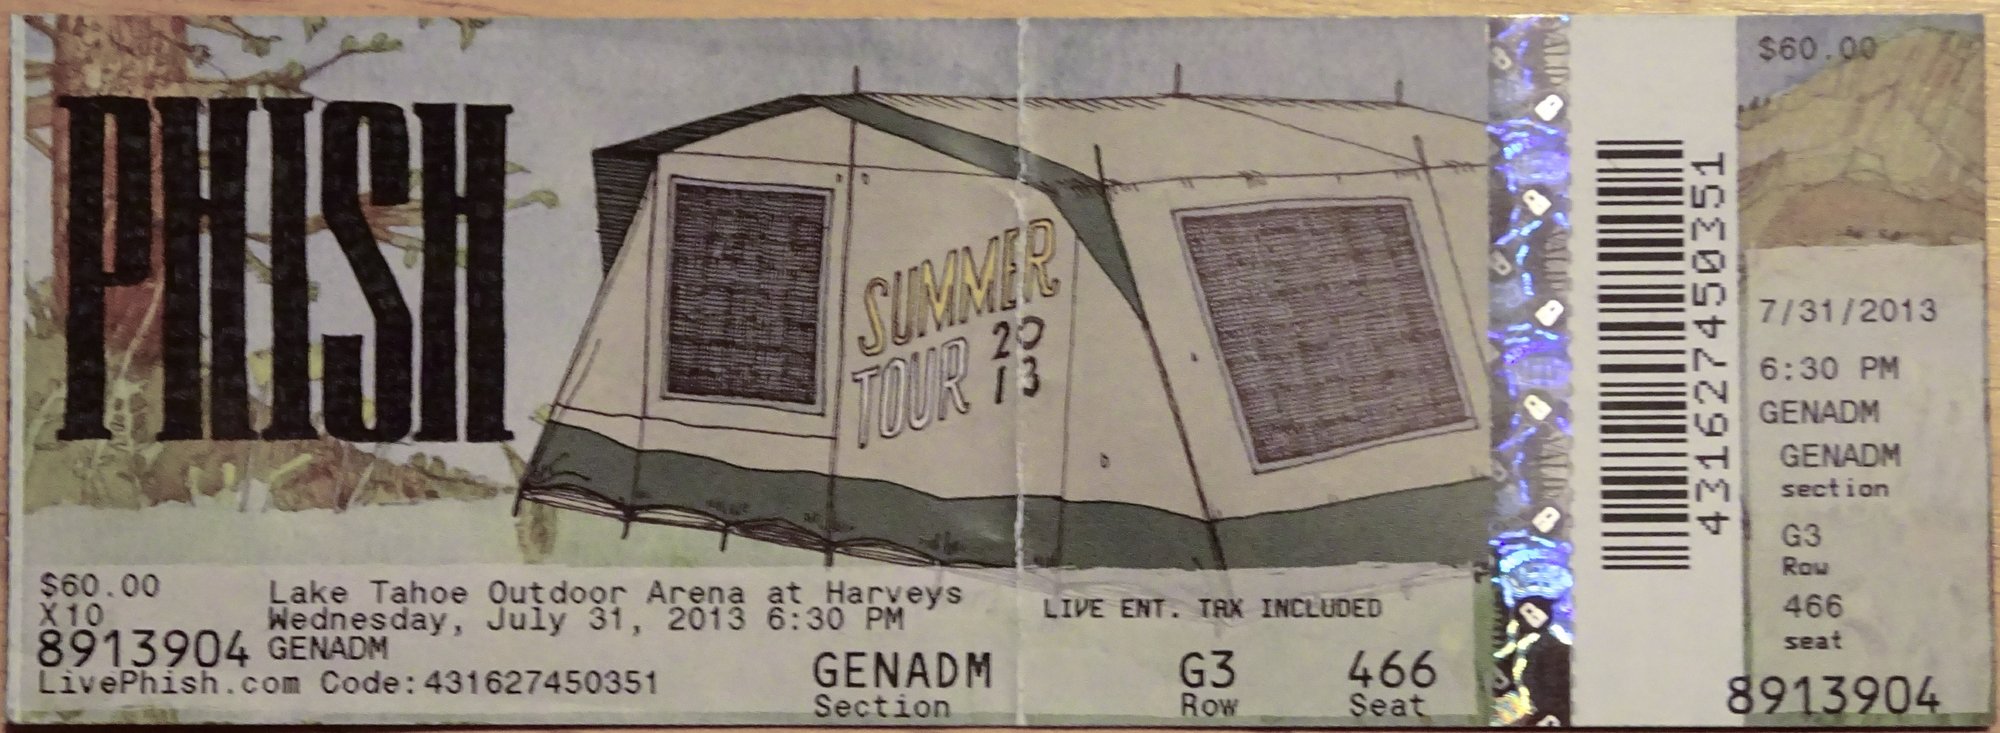 PHISH
SUMMER
TOUR 20
13
$60.00
X10
8913904
Lake Tahoe Outdoor Arena at Harveys
Wednesday, July 31, 2013 6:30 PM
GENADM
LivePhish.com Code:431627450351
LIVE ENT. TAX INCLUDED
GENADM
Section
G3
Row
466
Seat
VALID
431627450351
$60.00
7/31/2013
6:30 PM
GENADM
GENADM
section
G3
Row
466
seat
8913904